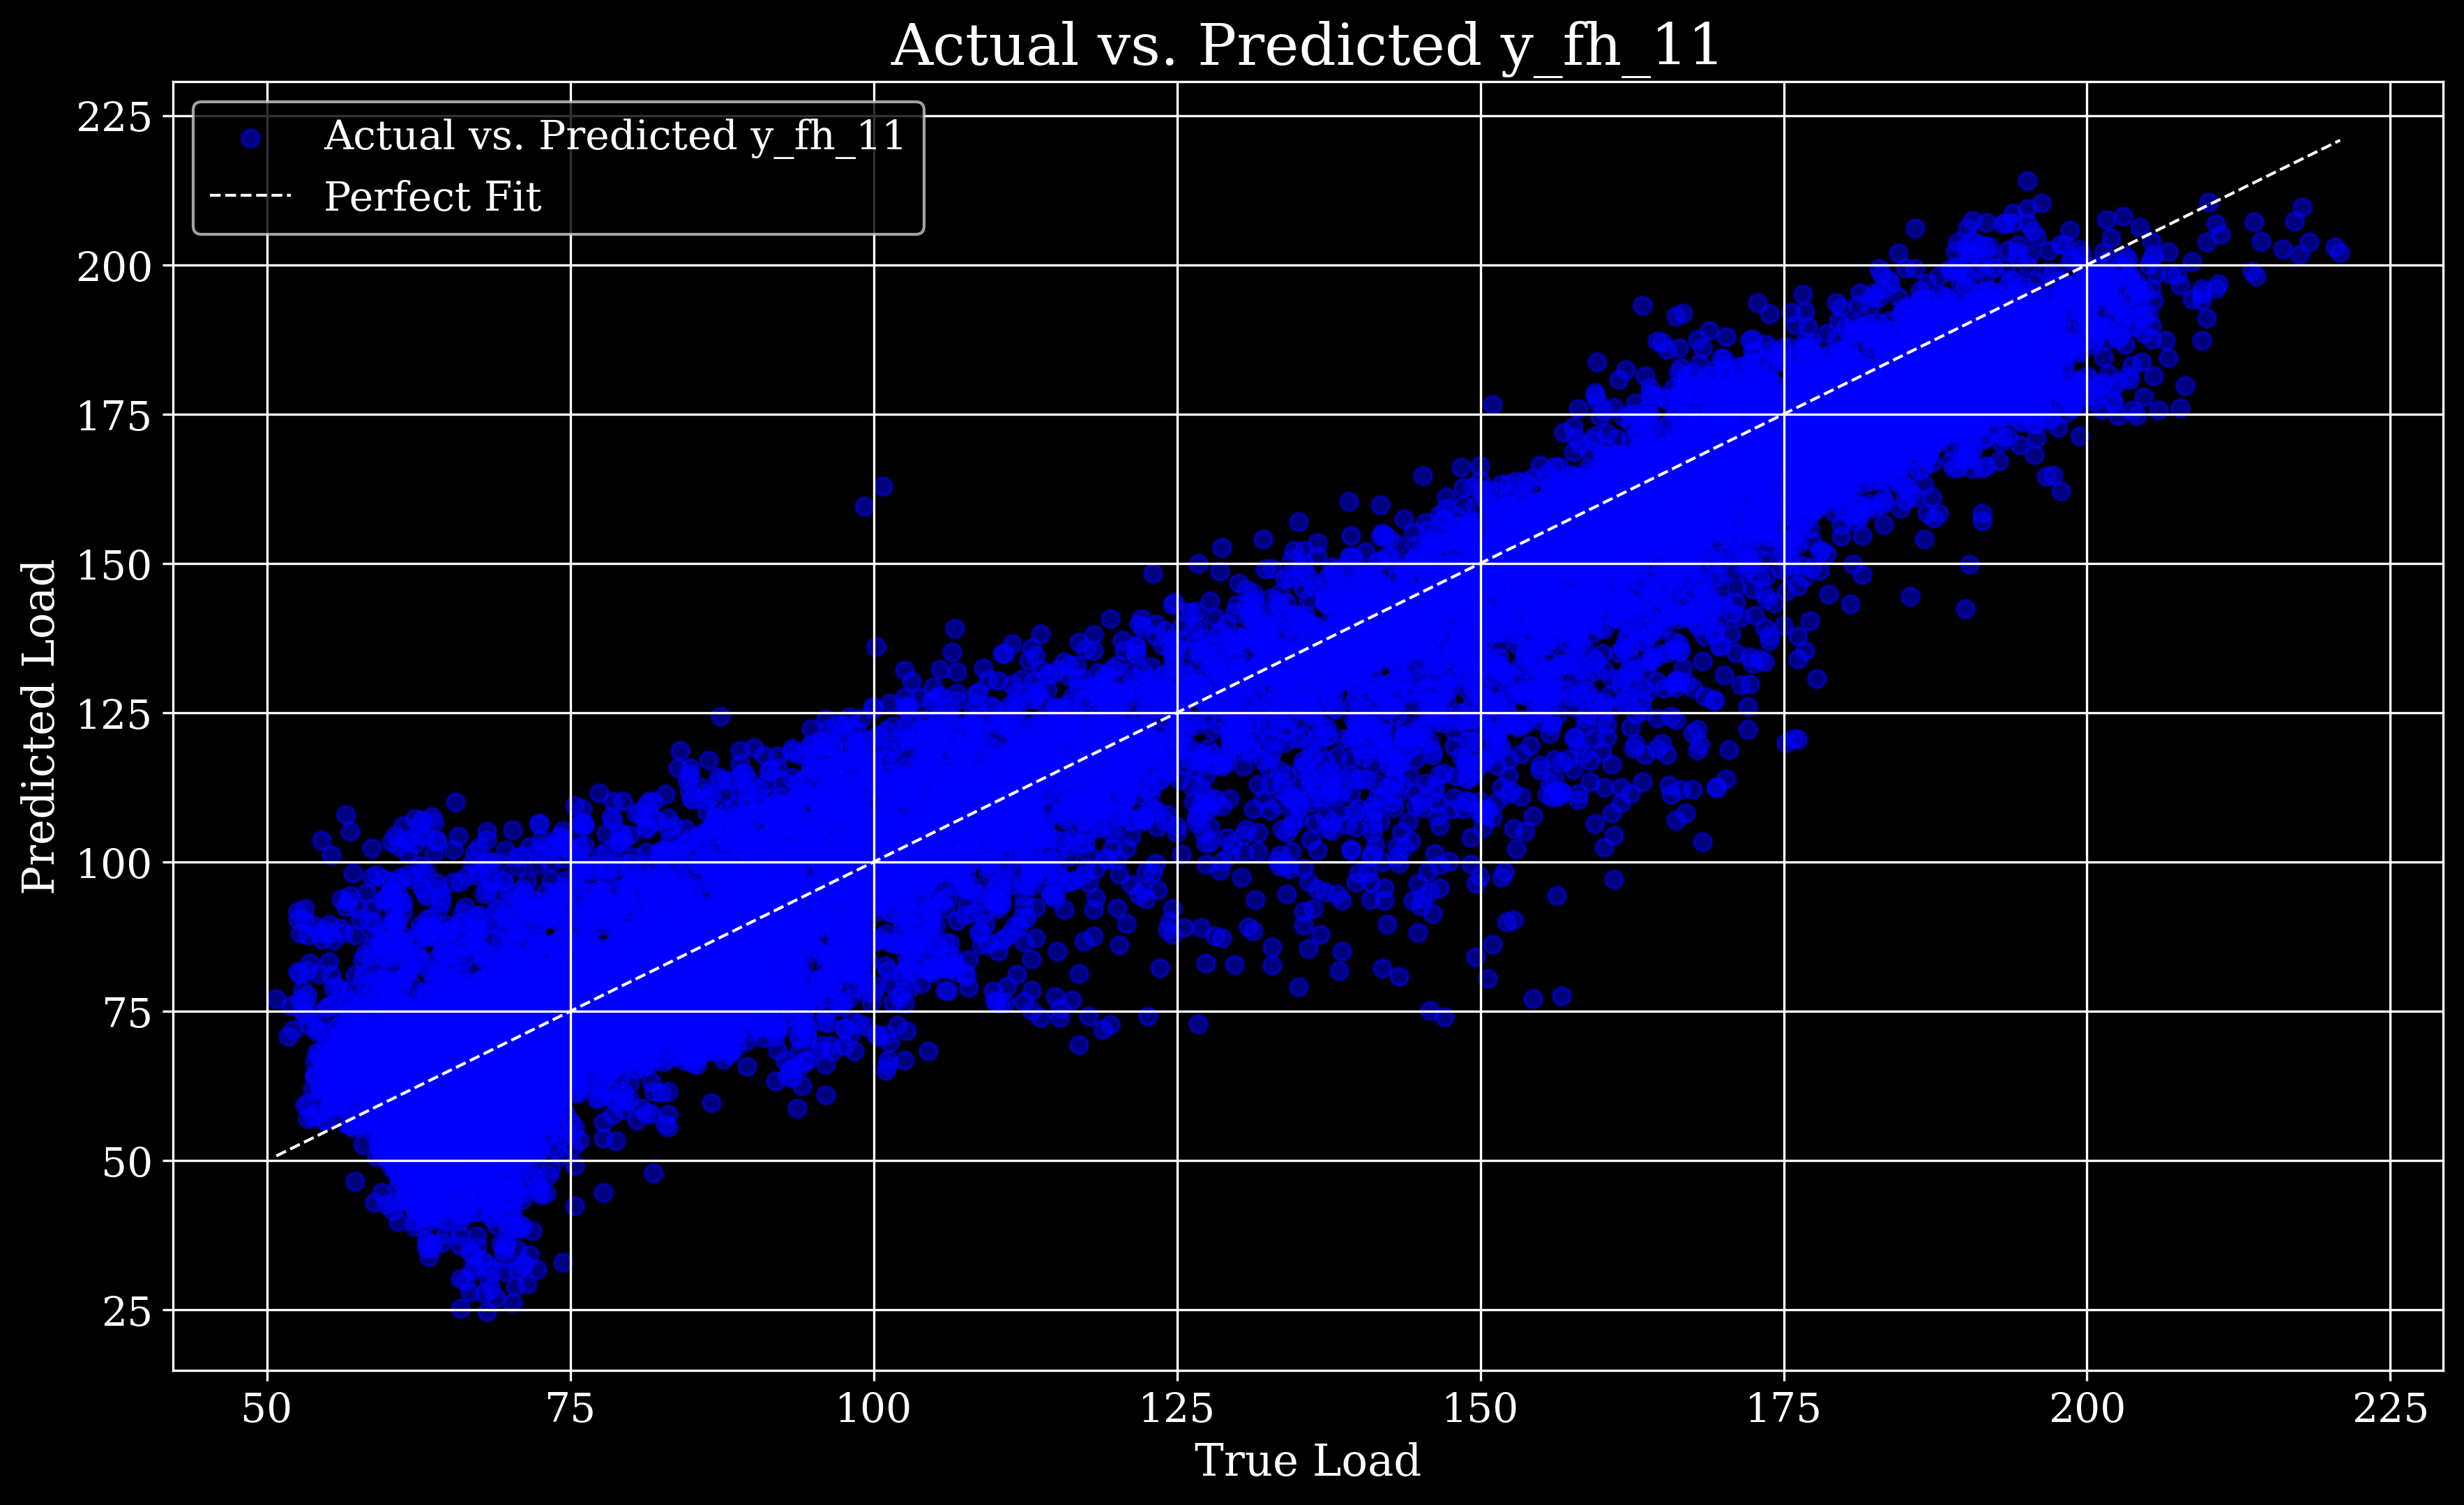 Actual vs. Predicted y_fh_11
Actual vs. Predicted y_fh_11
Perfect Fit
Predicted Load
225
200
175
150
125
100
75
50
25
50 75 100 125 150 175 200 225
True Load